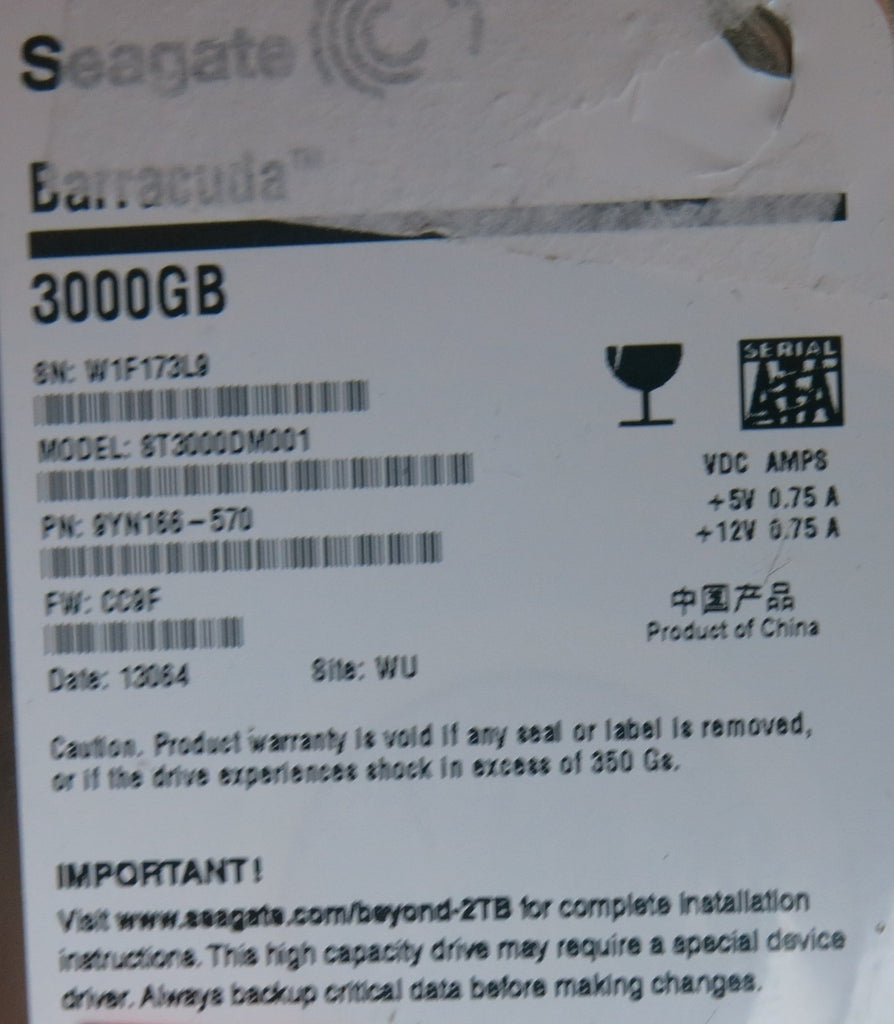 Seagate
Barracuda™
3000GB
SN: W1F173L9
SERIAL ATA
MODEL: ST3000DM001
VDC AMPS
PN: 9YN166-570
+5V 0.75 A
+12V 0.75 A
FW: CC9F
中国产品
Product of China
Date: 13064 Site: WU
Caution. Product warranty is void if any seal or label is removed,
or if the drive experiences shock in excess of 350 Gs.
IMPORTANT!
Visit www.seagate.com/beyond-2TB for complete installation
instructions. This high capacity drive may require a special device
driver. Always backup critical data before making changes.